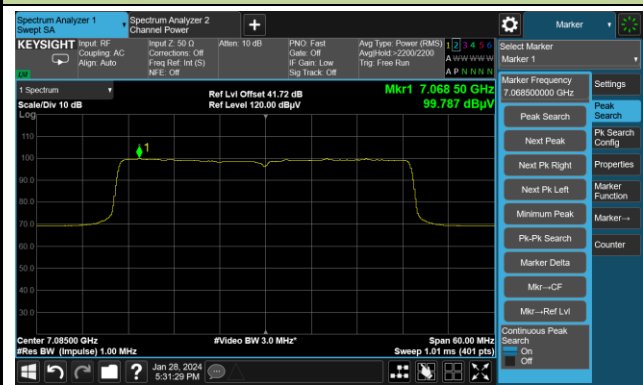 Spectrum Analyzer 1
Swept SA
Spectrum Analyzer 2
Channel Power
Marker
KEYSIGHT
Input: RF
Coupling: AC
Align: Auto
Input Z: 50 Ω
Corrections: Off
Freq Ref: Int (S)
NFE: Off
Atten: 10 dB
PNO: Fast
Gate: Off
IF Gain: Low
Sig Track: Off
Avg Type: Power (RMS)
Avg|Hold:>2200/2200
Trig: Free Run
1 2 3 4 5 6
A W W W W W
A P N N N N
LVI
Select Marker
Marker 1
1 Spectrum
Scale/Div 10 dB
Log
Ref Lvl Offset 41.72 dB
Ref Level 120.00 dBµV
Mkr1 7.068 50 GHz
99.787 dBµV
110
100
90.0
80.0
70.0
60.0
50.0
40.0
30.0
1
Center 7.08500 GHz
#Res BW (Impulse) 1.00 MHz
#Video BW 3.0 MHz*
Span 60.00 MHz
Sweep 1.01 ms (401 pts)
Marker Frequency
7.068500000 GHz
Peak Search
Next Peak
Next Pk Right
Next Pk Left
Minimum Peak
Pk-Pk Search
Marker Delta
Mkr→CF
Mkr→Ref Lvl
Continuous Peak
Search
On
Off
Settings
Peak
Search
Pk Search
Config
Properties
Marker
Function
Marker→
Counter
Jan 28, 2024
5:31:29 PM